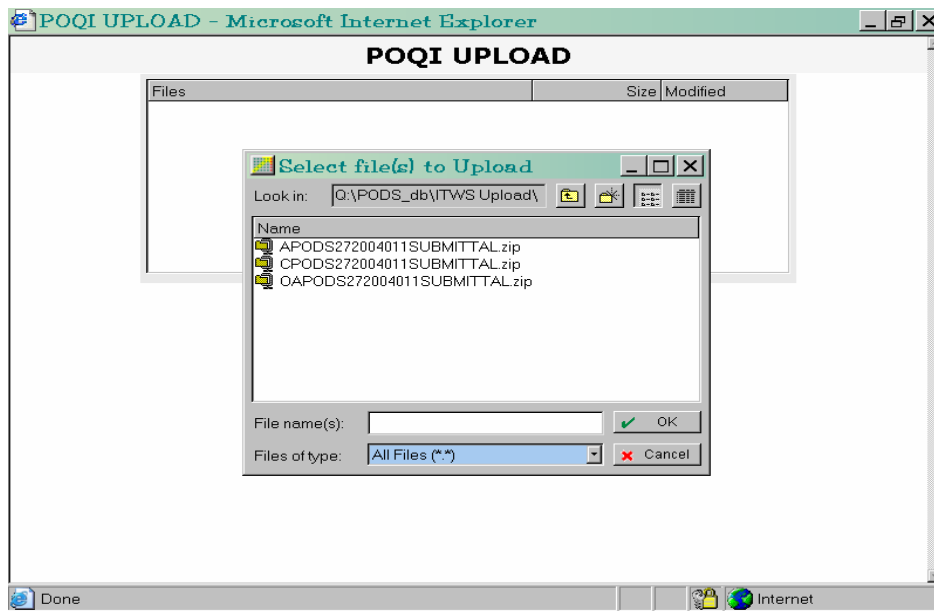 POQI UPLOAD - Microsoft Internet Explorer
POQI UPLOAD
Files Size Modified
Select file(s) to Upload
Look in: Q:\PODS_db\ITWS Upload\
Name
APODS272004011SUBMITTAL.zip
CPODS272004011SUBMITTAL.zip
OAPODS272004011SUBMITTAL.zip
File name(s): OK
Files of type: All Files (*.*) Cancel
Done Internet